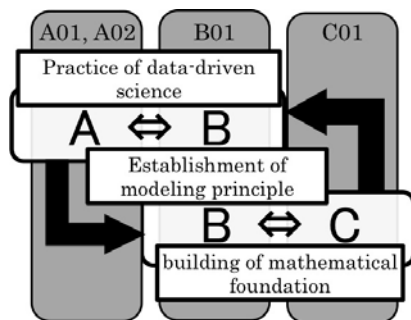 A01, A02 B01 C01
Practice of data-driven
science
A ⇔ B
Establishment of
modeling principle
B ⇔ C
building of mathematical
foundation